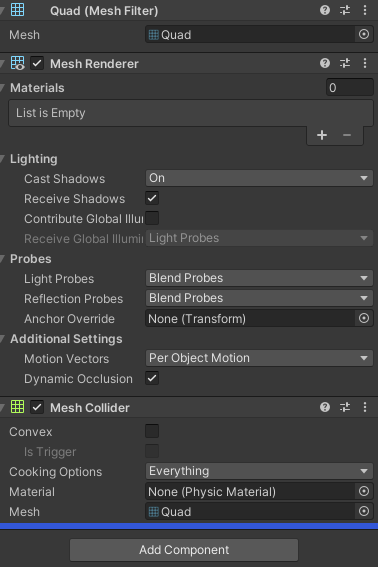 Quad (Mesh Filter)
Mesh Quad
Mesh Renderer
Materials 0
List is Empty
Lighting
Cast Shadows On
Receive Shadows
Contribute Global Illumi
Receive Global Illumin Light Probes
Probes
Light Probes Blend Probes
Reflection Probes Blend Probes
Anchor Override None (Transform)
Additional Settings
Motion Vectors Per Object Motion
Dynamic Occlusion
Mesh Collider
Convex
Is Trigger
Cooking Options Everything
Material None (Physic Material)
Mesh Quad
Add Component